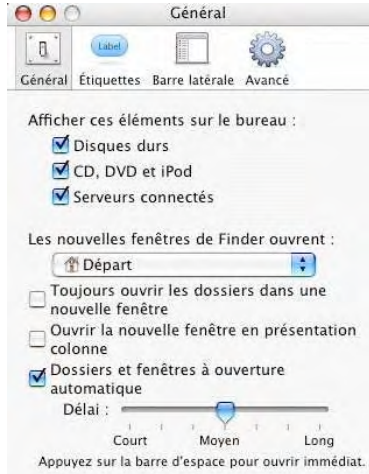 Général
Label
Général Étiquettes Barre latérale Avancé
Afficher ces éléments sur le bureau :
Disques durs
CD, DVD et iPod
Serveurs connectés
Les nouvelles fenêtres de Finder ouvrent :
Départ
Toujours ouvrir les dossiers dans une
nouvelle fenêtre
Ouvrir la nouvelle fenêtre en présentation
colonne
Dossiers et fenêtres à ouverture
automatique
Délai :
Court Moyen Long
Appuyez sur la barre d'espace pour ouvrir immédiat.